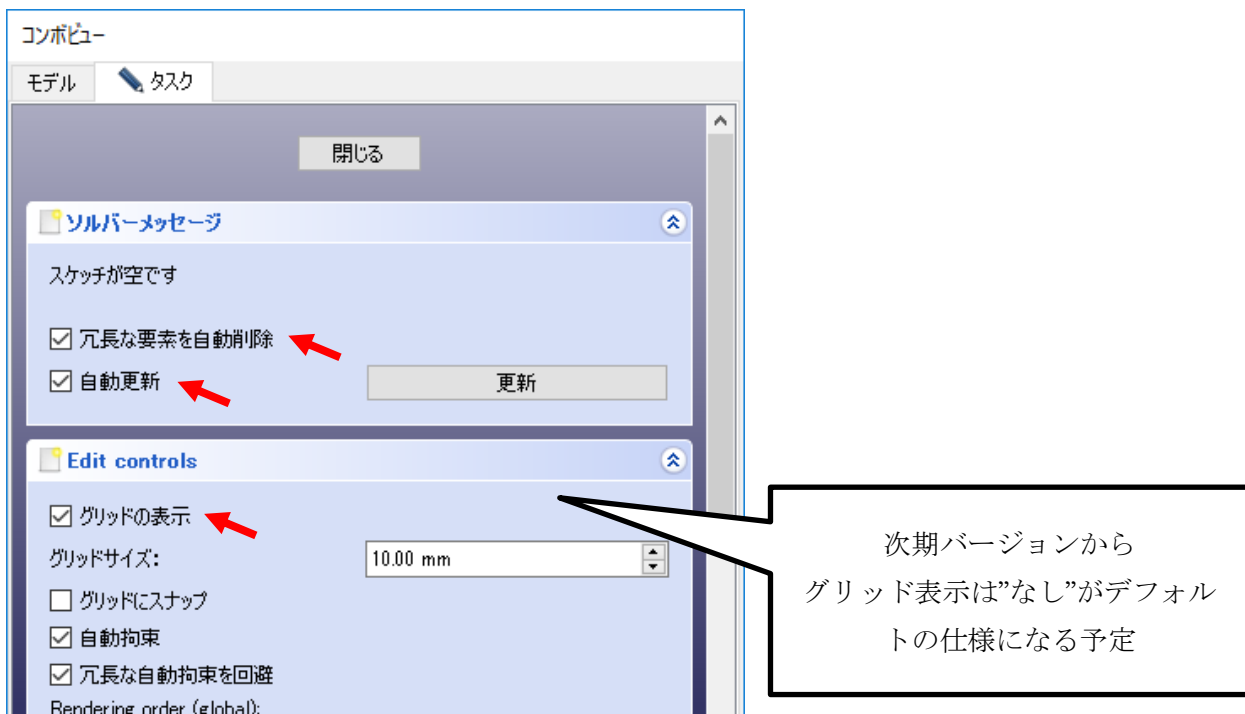 コンボビュー
モデル
タスク
閉じる
ソルバーメッセージ
スケッチが空です
冗長な要素を自動削除
自動更新
更新
Edit controls
グリッドの表示
グリッドサイズ:
10.00 mm
グリッドにスナップ
自動拘束
冗長な自動拘束を回避
Rendering order (global):
次期バージョンから
グリッド表示は”なし”がデフォル
トの仕様になる予定